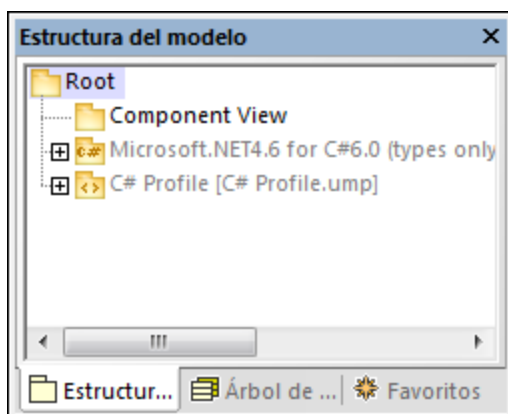 Estructura del modelo
Root
Component View
Microsoft.NET4.6 for C#6.0 (types only
C# Profile [C# Profile.ump]
Estructur... Árbol de ... Favoritos